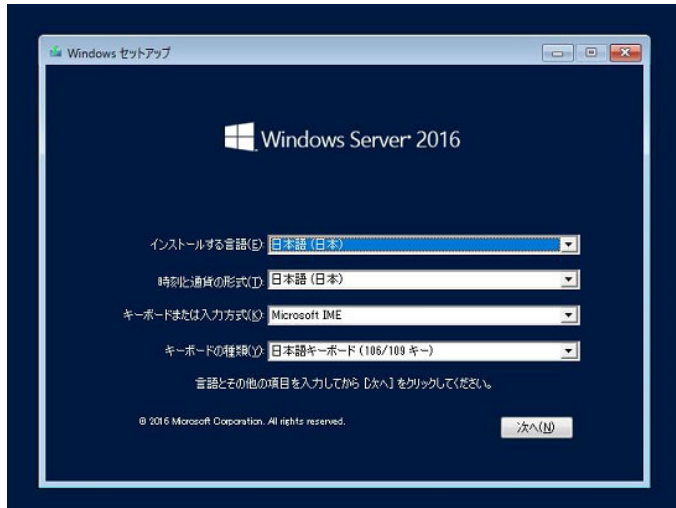 Windows セットアップ
Windows Server 2016
インストールする言語(E): 日本語 (日本)
時刻と通貨の形式(T): 日本語 (日本)
キーボードまたは入力方式(K): Microsoft IME
キーボードの種類(Y): 日本語キーボード (106/109 キー)
言語とその他の項目を入力してから [次へ] をクリックしてください。
© 2016 Microsoft Corporation. All rights reserved.
次へ(N)